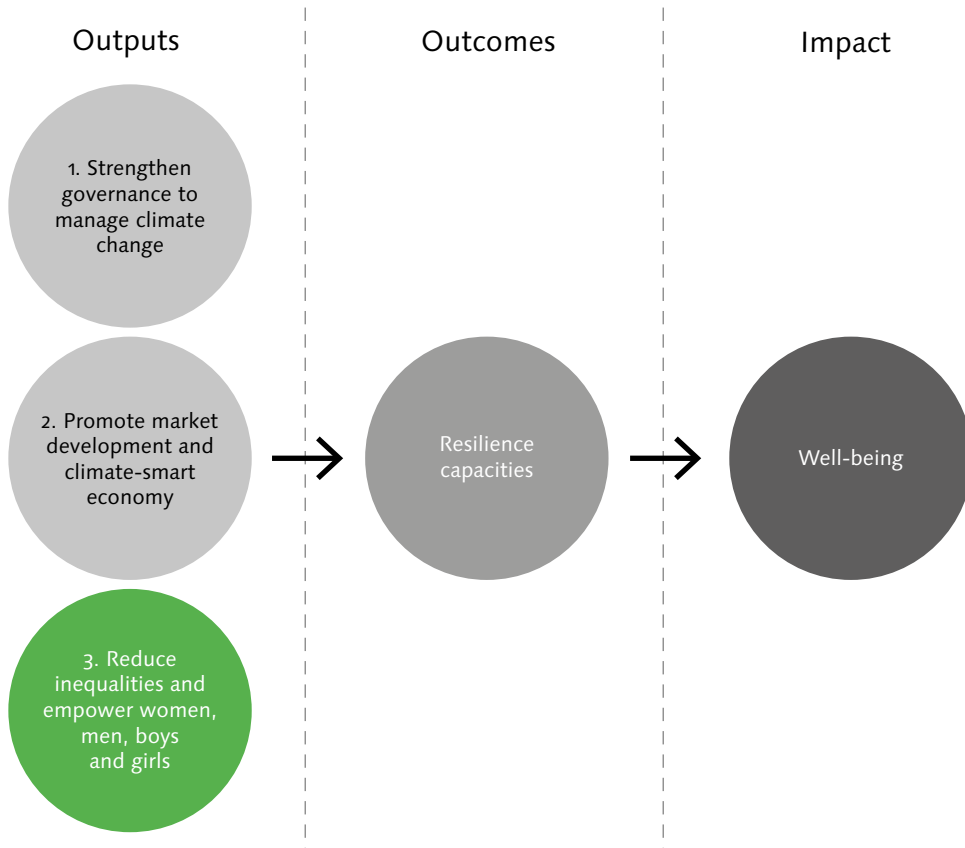 Outputs
Outcomes
Impact
1. Strengthen
governance to
manage climate
change
2. Promote market
development and
climate-smart
economy
Resilience
capacities
Well-being
3. Reduce
inequalities and
empower women,
men, boys
and girls